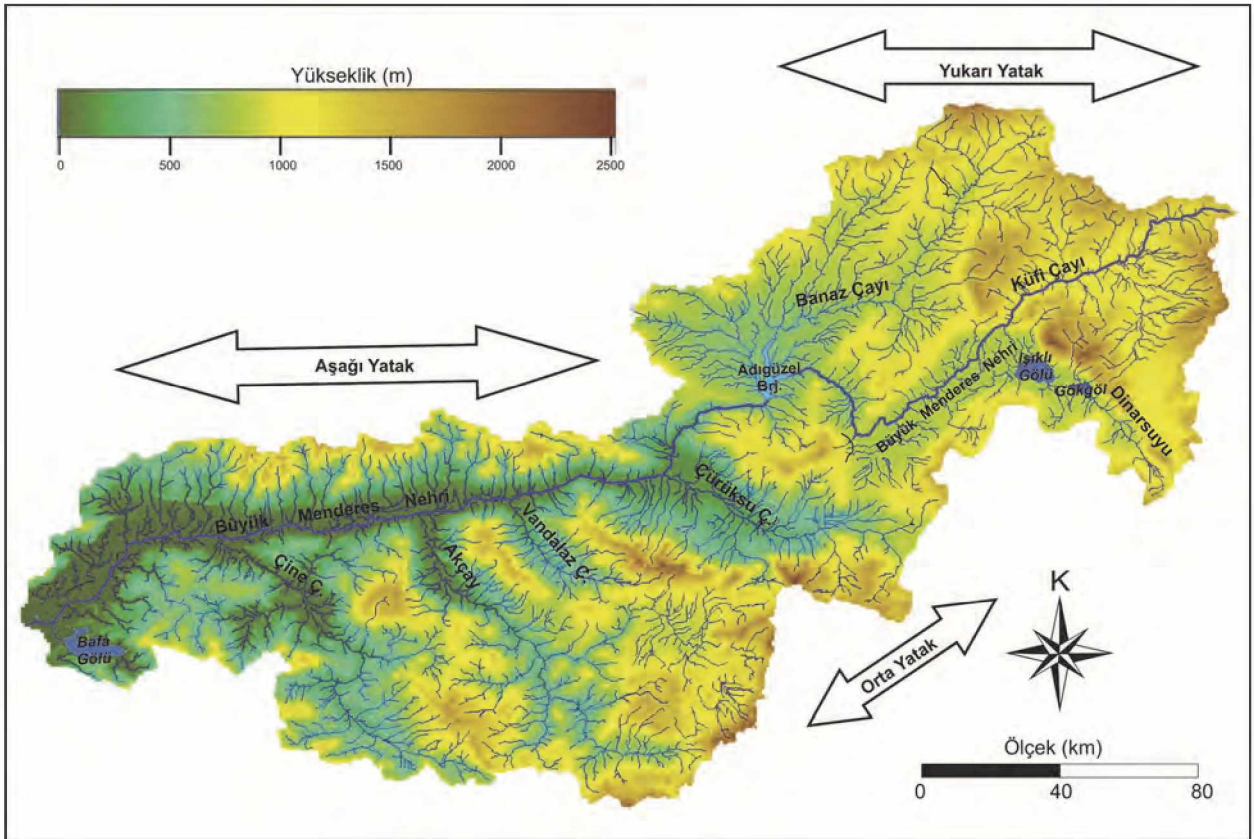 Yükseklik (m)
0 500 1000 1500 2000 2500
Yukarı Yatak
Küfi Çayı
Banaz Çayı
Aşağı Yatak
Adıgüzel
Brj.
Büyük Menderes Nehri
Işıklı
Gölü
Gökgöl
Dinarsuyu
Çürüksu Ç.
Büyük Menderes Nehri
Vandalaz Ç.
Akçay
Çine Ç.
Bafa
Gölü
Orta Yatak
K
Ölçek (km)
0 40 80